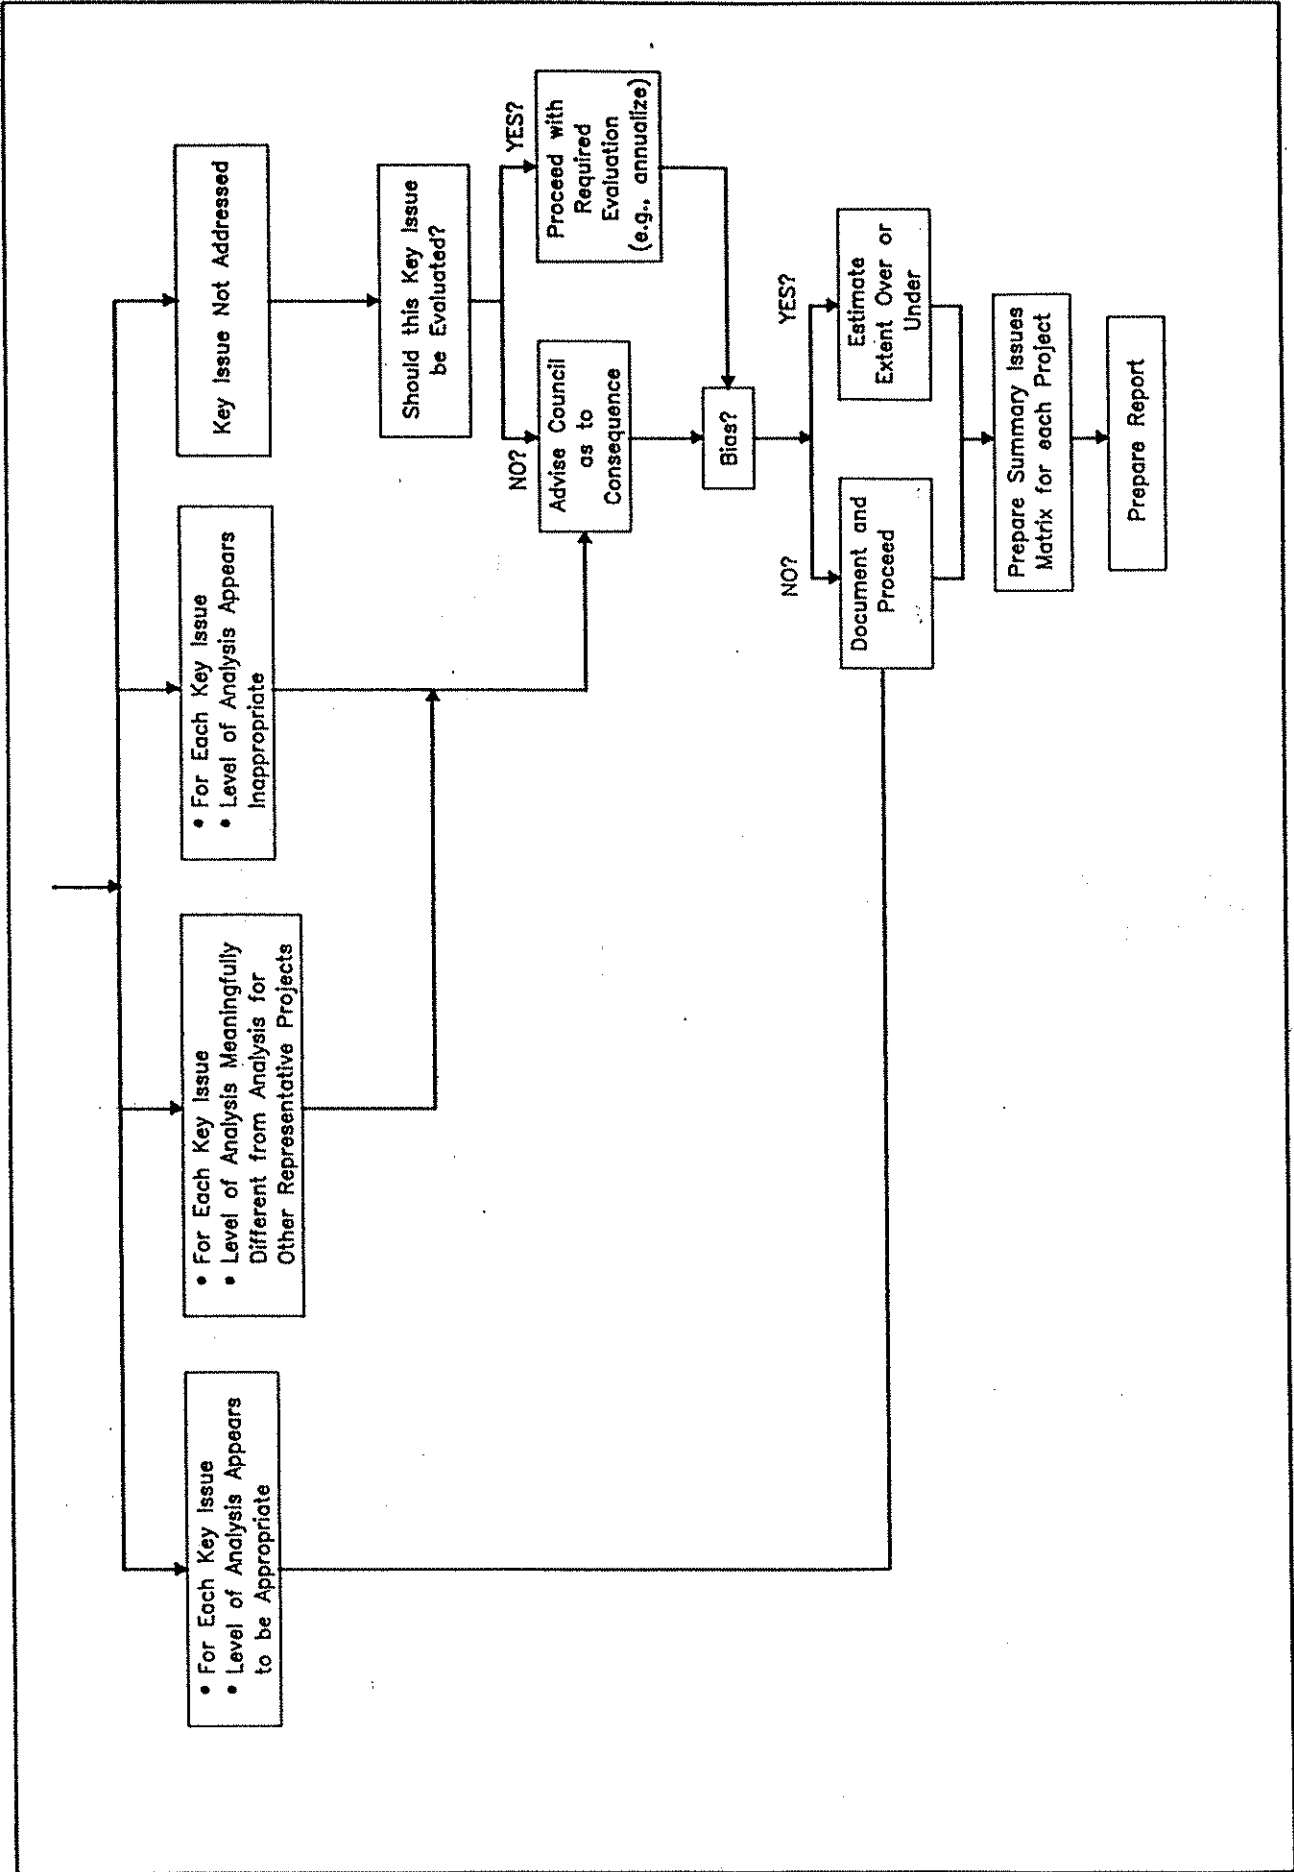 • For Each Key Issue
• Level of Analysis Appears
to be Appropriate
• For Each Key Issue
• Level of Analysis Meaningfully
Different from Analysis for
Other Representative Projects
• For Each Key Issue
• Level of Analysis Appears
Inappropriate
Key Issue Not Addressed
Should this Key Issue
be Evaluated?
NO?
YES?
Advise Council
as to
Consequence
Proceed with
Required
Evaluation
(e.g., annualize)
Bias?
NO?
YES?
Document and
Proceed
Estimate
Extent Over or
Under
Prepare Summary Issues
Matrix for each Project
Prepare Report